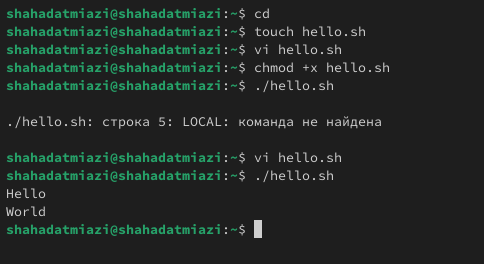 shahadatmiazi@shahadatmiazi:~$ cd
shahadatmiazi@shahadatmiazi:~$ touch hello.sh
shahadatmiazi@shahadatmiazi:~$ vi hello.sh
shahadatmiazi@shahadatmiazi:~$ chmod +x hello.sh
shahadatmiazi@shahadatmiazi:~$ ./hello.sh
./hello.sh: строка 5: LOCAL: команда не найдена
shahadatmiazi@shahadatmiazi:~$ vi hello.sh
shahadatmiazi@shahadatmiazi:~$ ./hello.sh
Hello
World
shahadatmiazi@shahadatmiazi:~$